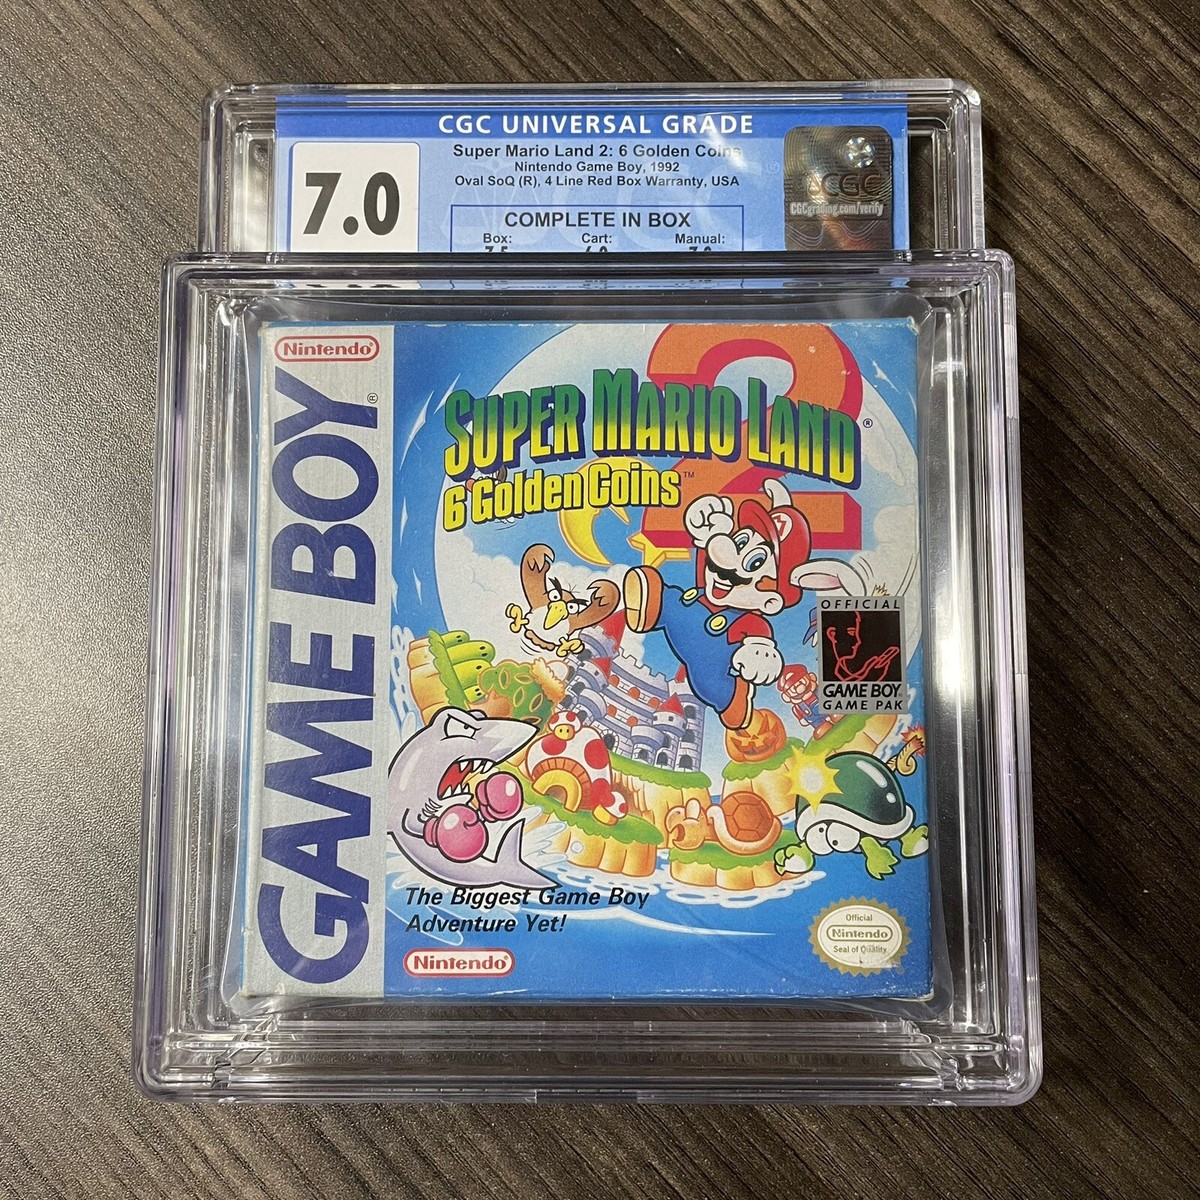 CGC UNIVERSAL GRADE
7.0
Super Mario Land 2: 6 Golden Coins
Nintendo Game Boy, 1992
Oval SoQ (R), 4 Line Red Box Warranty, USA
CGC
CGCgrading.com/verify
COMPLETE IN BOX
Box: Cart: Manual:
Nintendo®
GAME BOY®
2
SUPER MARIO LAND®
6 Golden Coins™
M
OFFICIAL
GAME BOY
GAME PAK
The Biggest Game Boy
Adventure Yet!
Nintendo®
Official
Nintendo
Seal of Quality